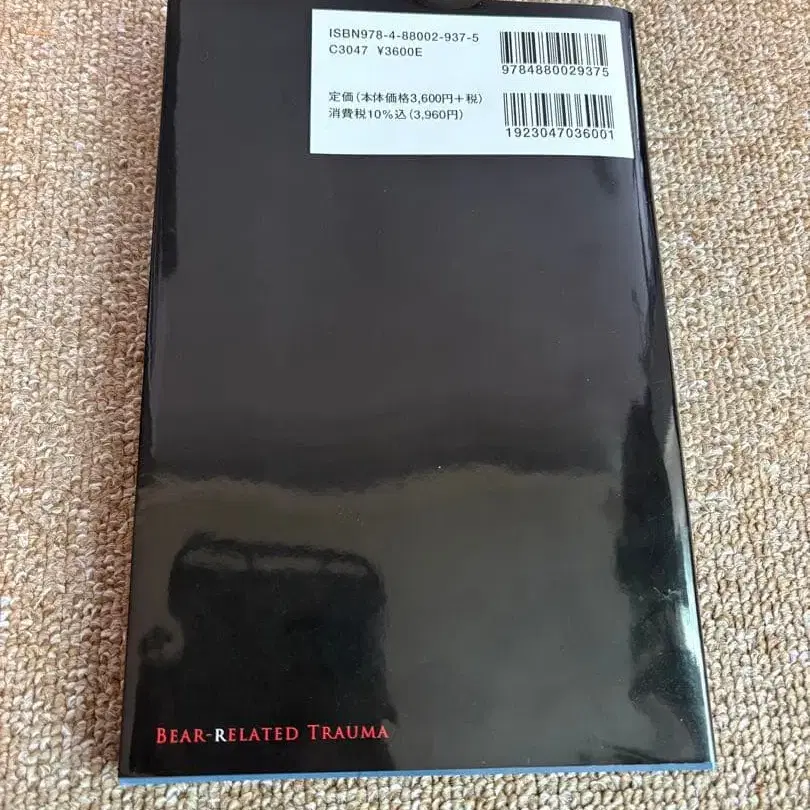 ISBN978-4-88002-937-5
C3047 ¥3600E
9784880029375
定価(本体価格3,600円+税)
消費税10%込(3,960円)
1923047036001
BEAR-RELATED TRAUMA